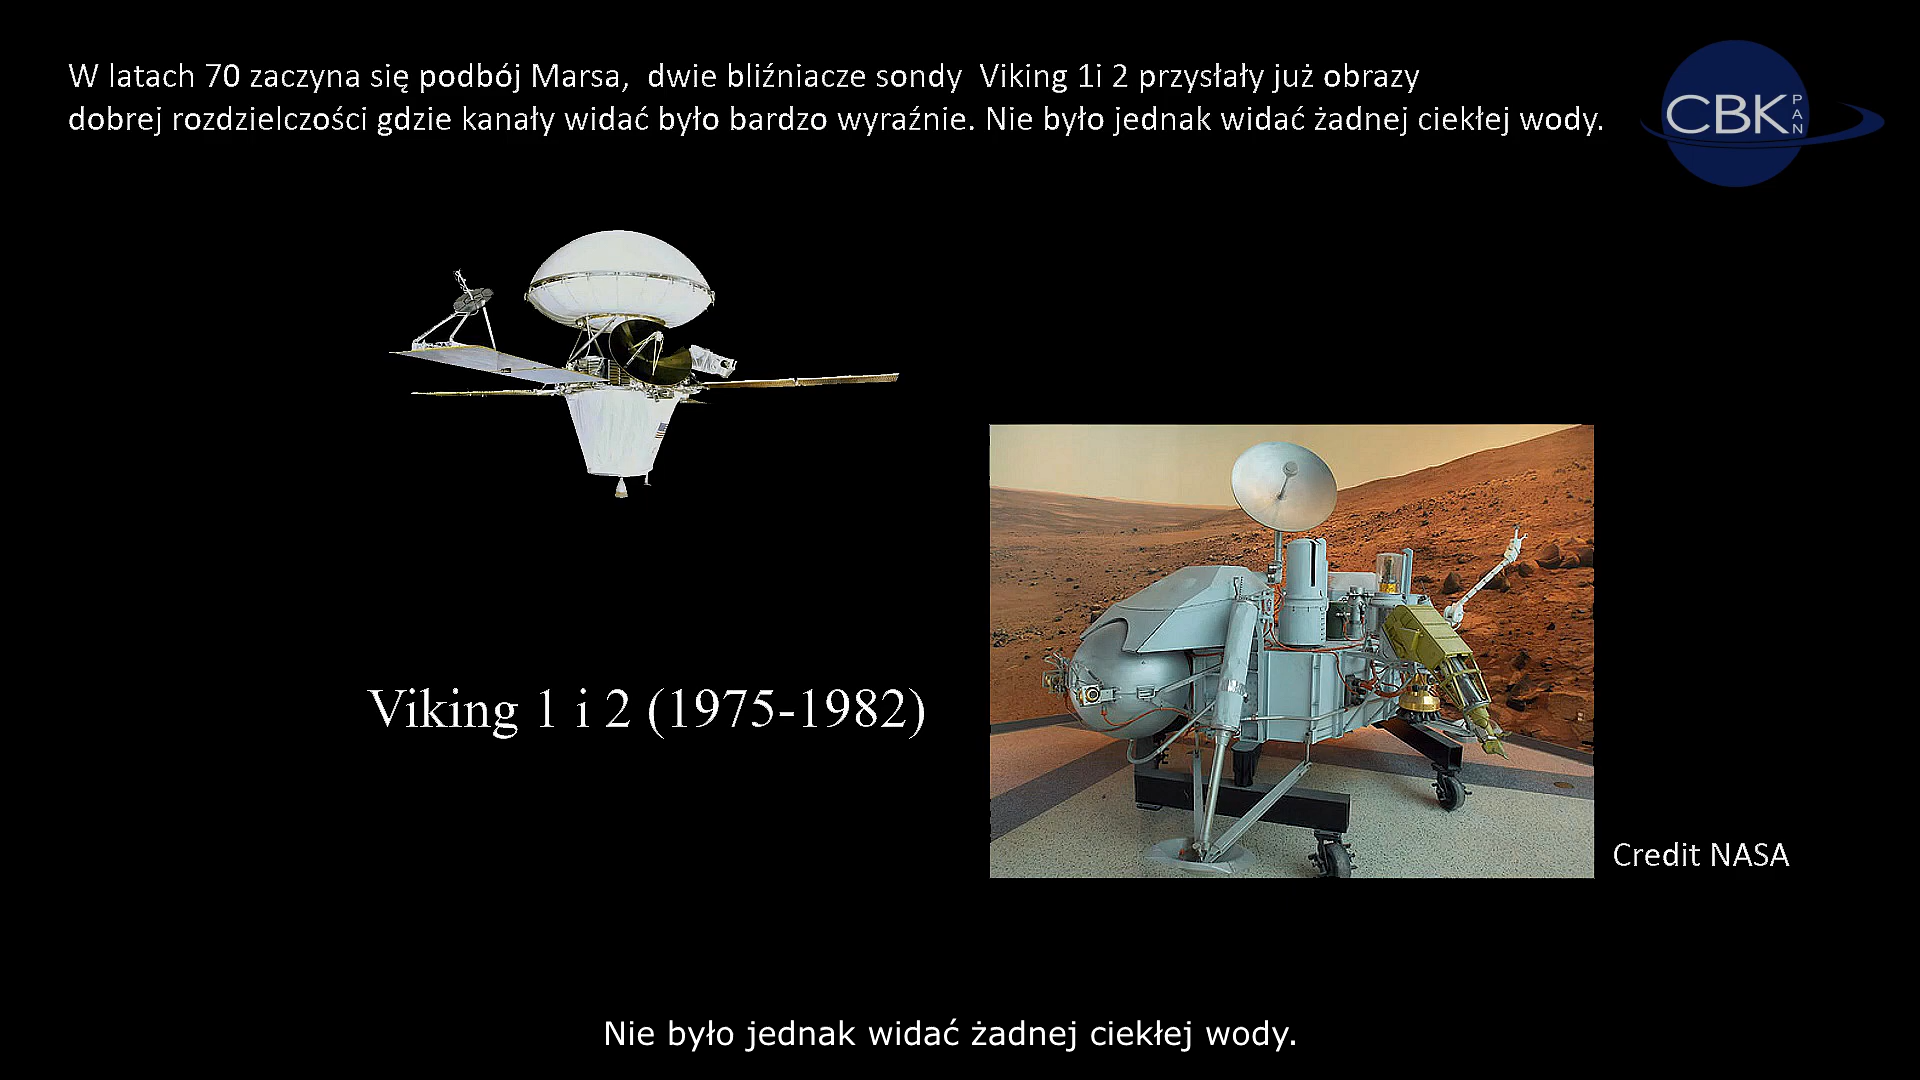 W latach 70 zaczyna się podbój Marsa,  dwie bliźniacze sondy  Viking 1i 2 przysłały już obrazy
dobrej rozdzielczości gdzie kanały widać było bardzo wyraźnie. Nie było jednak widać żadnej ciekłej wody.
CBK PAN
Viking 1 i 2 (1975-1982)
Credit NASA
Nie było jednak widać żadnej ciekłej wody.